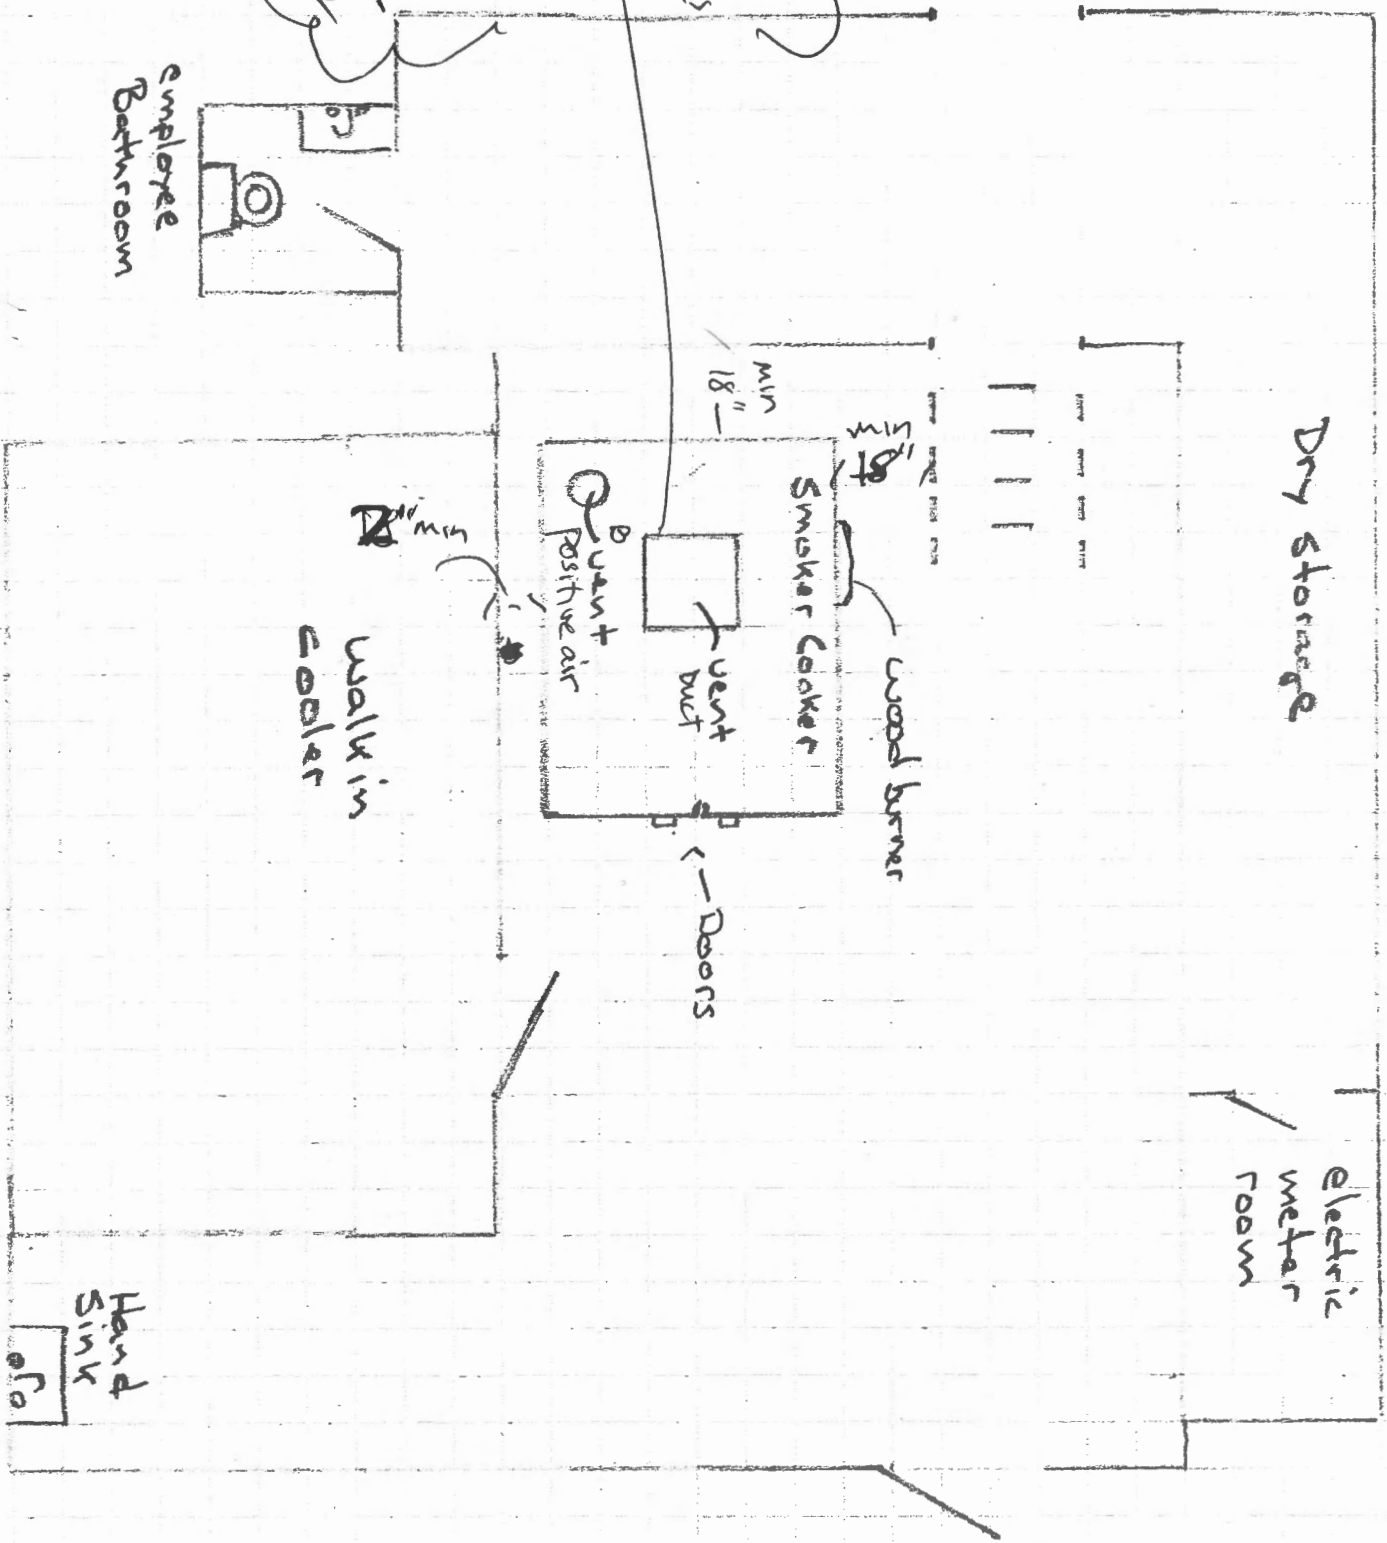 employee
Bathroom
min
18"
min
18"
Dry Storage
Smoker Cooker
vent
Positive air
vent
Duct
wood burner
min
walk in
cooler
<-Doors
electric
meter
room
Hand
Sink